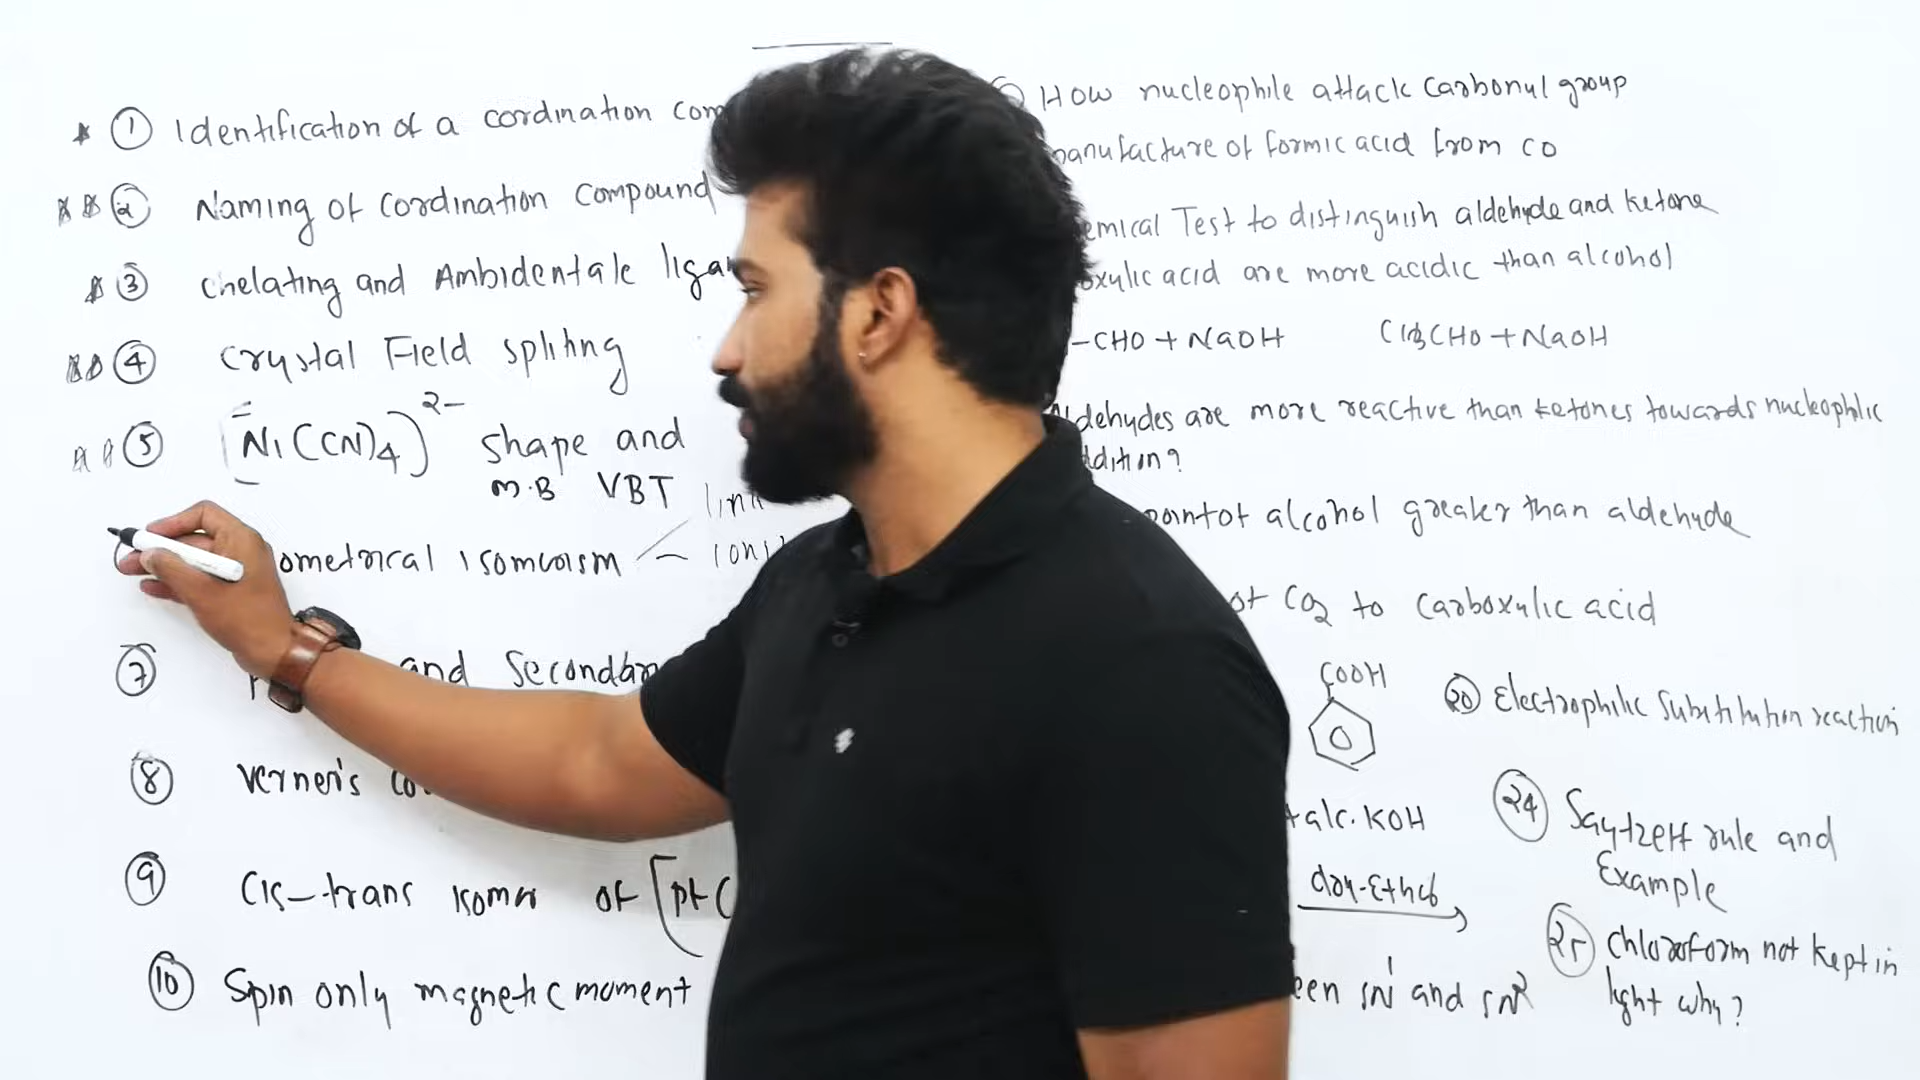 ① Identification of a cordination com
② Naming of cordination compound
③ Chelating and Ambidentale ligan
④ Crystal Field spliting
⑤ [Ni(CN)4)2- shape and
m.B VBT
ometrical isomerism
⑦ and Secondary
⑧ Verner's co
⑨ Cis-trans isomer of [pt(
⑩ Spin only magnetic moment
How nucleophile attack Carbonyl group
manufacture of formic acid from co
emical Test to distinguish aldehyde and ketone
oxylic acid are more acidic than alcohol
-CHO + NaOH CH3CHO + NaOH
Aldehydes are more reactive than ketones towards nucleophilic
ddition?
point of alcohol greater than aldehyde
of CO2 to carboxylic acid
COOH
⑳ Electrophilic Substitution reaction
+ alc. KOH
㉔ Saytzeff rule and
Example
dry-Ether
㉕ Chloroform not kept in
light why?
een SN1 and SN2